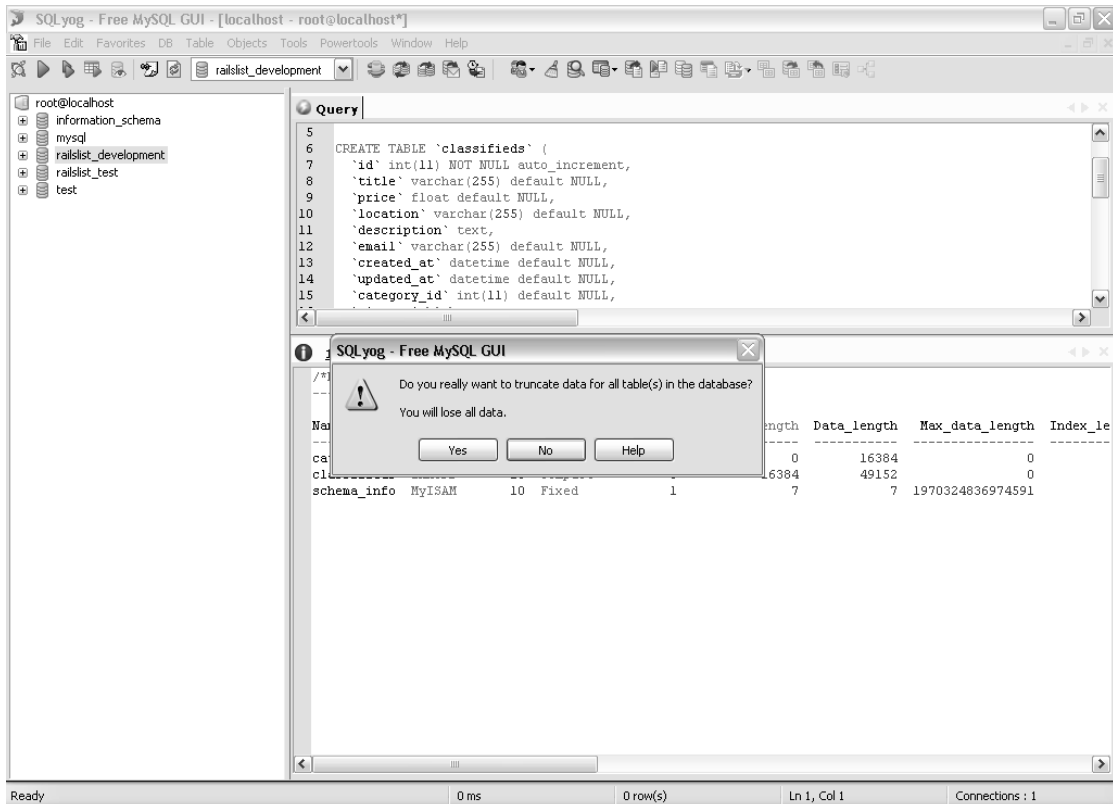 SQLyog - Free MySQL GUI - [localhost - root@localhost*]
File Edit Favorites DB Table Objects Tools Powertools Window Help
railslist_development
root@localhost
information_schema
mysql
railslist_development
railslist_test
test
Query
5
6 CREATE TABLE `classifieds` (
7 `id` int(11) NOT NULL auto_increment,
8 `title` varchar(255) default NULL,
9 `price` float default NULL,
10 `location` varchar(255) default NULL,
11 `description` text,
12 `email` varchar(255) default NULL,
13 `created_at` datetime default NULL,
14 `updated_at` datetime default NULL,
15 `category_id` int(11) default NULL,
SQLyog - Free MySQL GUI
Do you really want to truncate data for all table(s) in the database?
You will lose all data.
Yes No Help
Data_length Max_data_length Index_le
0 16384 0
49152 0
schema_info MyISAM 10 Fixed 1 7 7 1970324836974591
Ready 0 ms 0 row(s) Ln 1, Col 1 Connections : 1